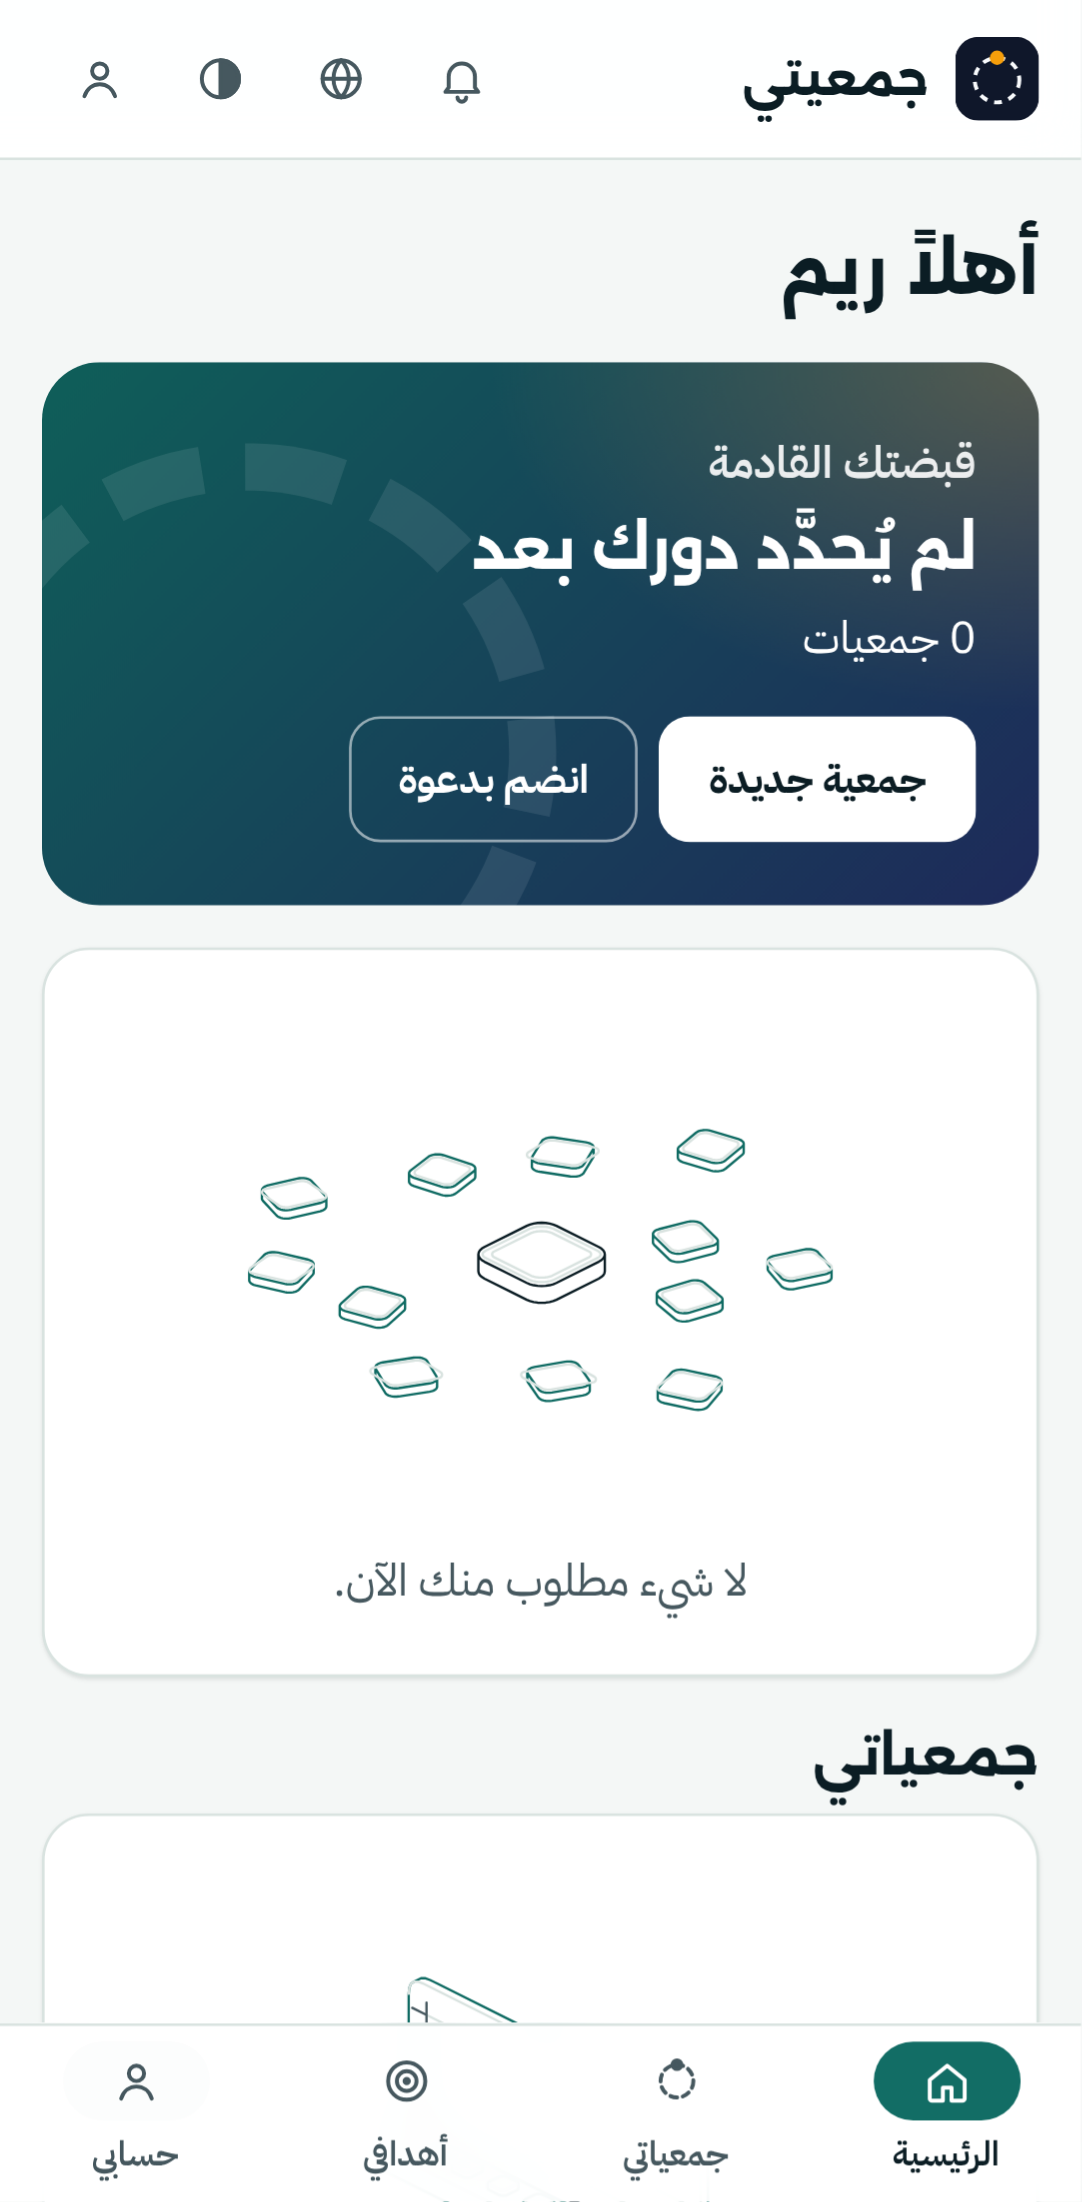 جمعيتي
أهلاً ريم
قبضتك القادمة
لم يُحدَّد دورك بعد
0 جمعيات
جمعية جديدة
انضم بدعوة
لا شيء مطلوب منك الآن.
جمعياتي
الرئيسية
جمعياتي
أهدافي
حسابي